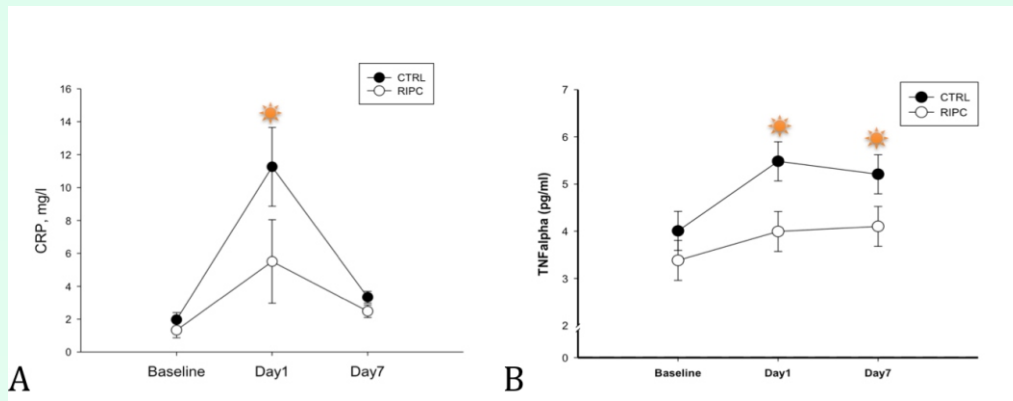 CTRL
RIPC
16
14
12
10
8
6
4
2
0
CRP, mg/l
Baseline Day1 Day7
A
CTRL
RIPC
7
6
5
4
3
2
0
TNFalpha (pg/ml)
Baseline Day1 Day7
B